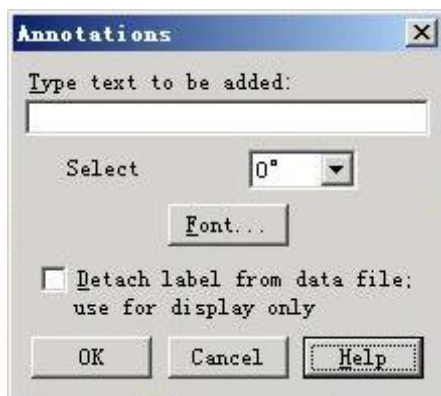 Annotations
Type text to be added:
Select 0°
Font...
Detach label from data file;
use for display only
OK Cancel Help